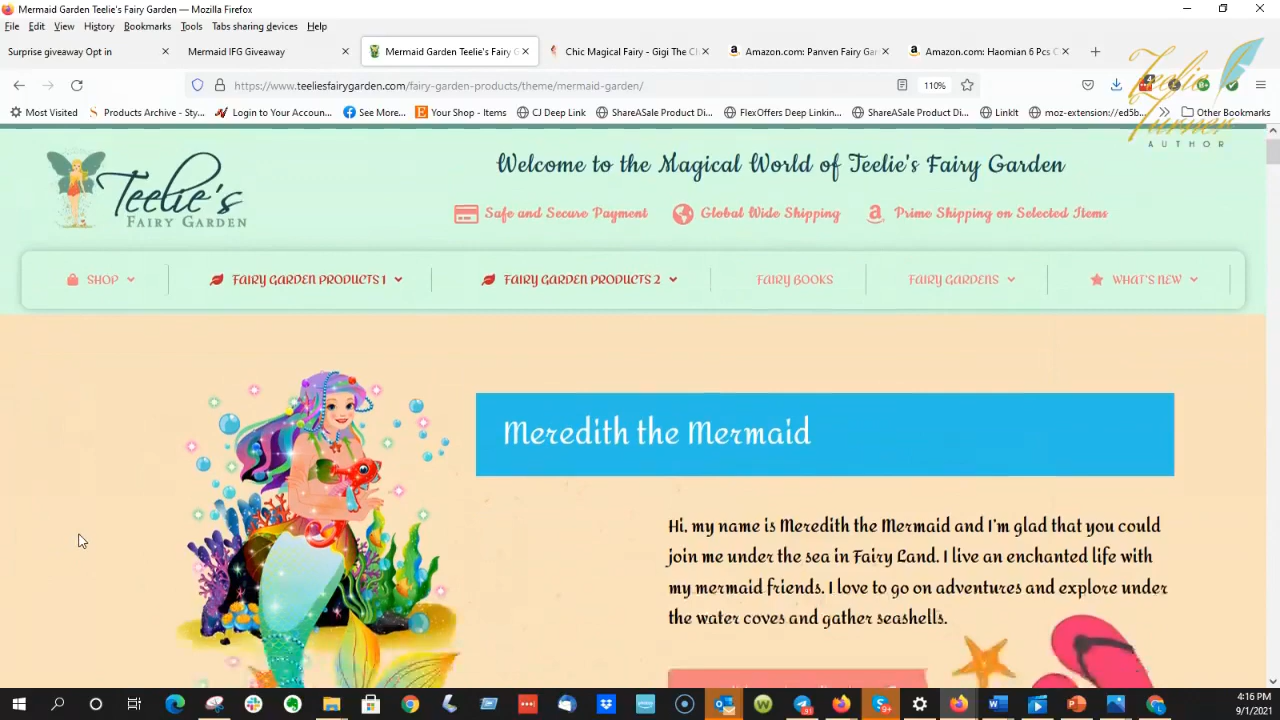 Mermaid Garden Teelie's Fairy Garden — Mozilla Firefox
File Edit View History Bookmarks Tools Tabs sharing devices Help
Surprise giveaway Opt in
Mermaid IFG Giveaway
Mermaid Garden Teelie's Fairy G
Chic Magical Fairy - Gigi The Cl
Amazon.com: Panven Fairy Gar
Amazon.com: Haomian 6 Pcs C
https://www.teeliesfairygarden.com/fairy-garden-products/theme/mermaid-garden/
110%
Most Visited
Products Archive - Sty...
Login to Your Accoun...
See More...
Your Shop - Items
CJ Deep Link
ShareASale Product Di...
FlexOffers Deep Linkin...
ShareASale Product Di...
LinkIt
moz-extension://ed5b...
Other Bookmarks
Teelie Turner
AUTHOR
Teelie's
FAIRY GARDEN
Welcome to the Magical World of Teelie's Fairy Garden
Safe and Secure Payment
Global Wide Shipping
Prime Shipping on Selected Items
SHOP
FAIRY GARDEN PRODUCTS 1
FAIRY GARDEN PRODUCTS 2
FAIRY BOOKS
FAIRY GARDENS
WHAT'S NEW
Meredith the Mermaid
Hi, my name is Meredith the Mermaid and I'm glad that you could
join me under the sea in Fairy Land. I live an enchanted life with
my mermaid friends. I love to go on adventures and explore under
the water coves and gather seashells.
4:16 PM
9/1/2021